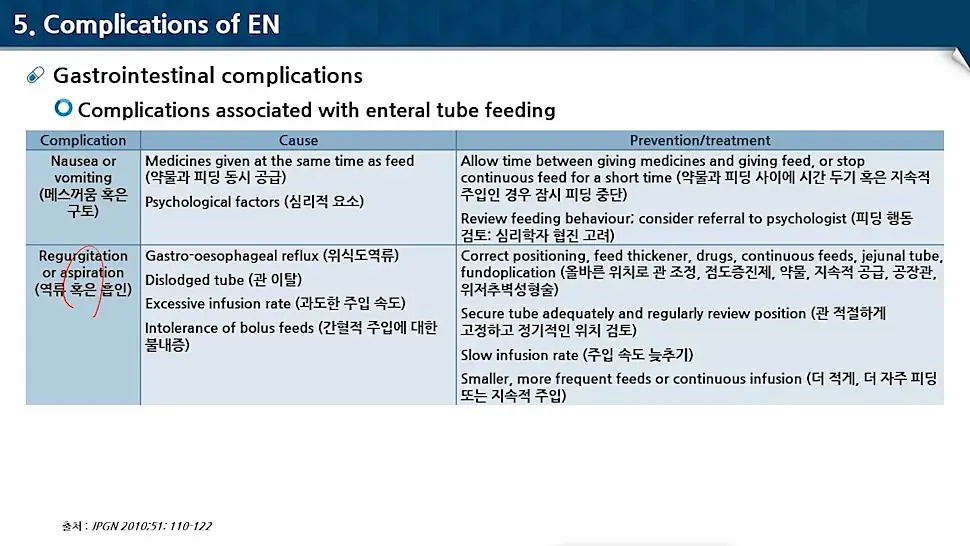 5. Complications of EN
Gastrointestinal complications
Complications associated with enteral tube feeding
Complication
Cause
Prevention/treatment
Nausea or
vomiting
(메스꺼움 혹은
구토)
Medicines given at the same time as feed
(약물과 피딩 동시 공급)
Psychological factors (심리적 요소)
Allow time between giving medicines and giving feed, or stop
continuous feed for a short time (약물과 피딩 사이에 시간 두기 혹은 지속적
주입인 경우 잠시 피딩 중단)
Review feeding behaviour; consider referral to psychologist (피딩 행동
검토: 심리학자 협진 고려)
Regurgitation
or aspiration
(역류 혹은 흡인)
Gastro-oesophageal reflux (위식도역류)
Dislodged tube (관 이탈)
Excessive infusion rate (과도한 주입 속도)
Intolerance of bolus feeds (간헐적 주입에 대한
불내증)
Correct positioning, feed thickener, drugs, continuous feeds, jejunal tube,
fundoplication (올바른 위치로 관 조정, 점도증진제, 약물, 지속적 공급, 공장관,
위저추벽성형술)
Secure tube adequately and regularly review position (관 적절하게
고정하고 정기적인 위치 검토)
Slow infusion rate (주입 속도 늦추기)
Smaller, more frequent feeds or continuous infusion (더 적게, 더 자주 피딩
또는 지속적 주입)
출처 : JPGN 2010;51: 110-122